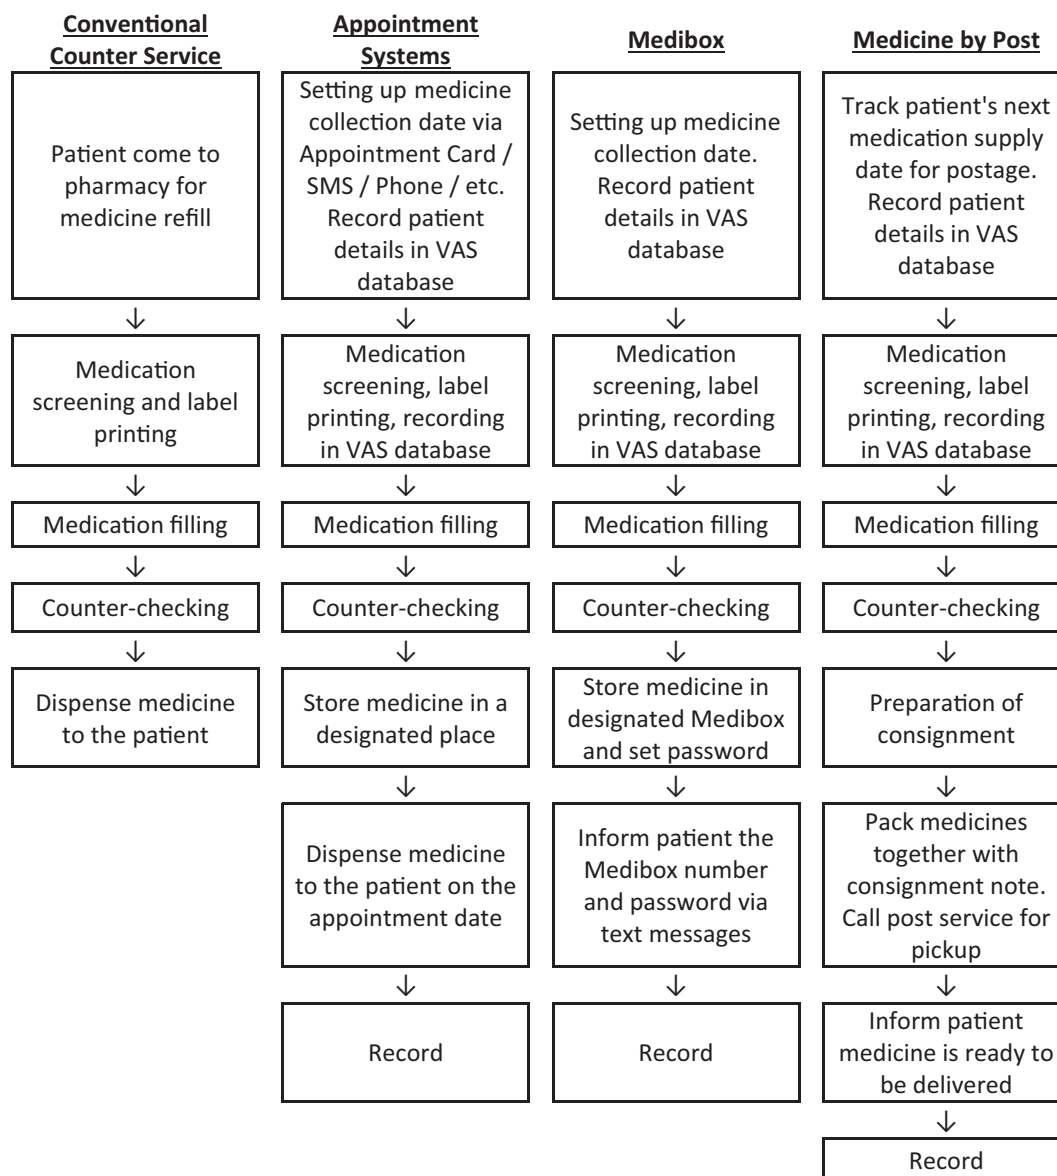 Conventional
Counter Service
Appointment
Systems
Medibox
Medicine by Post
Patient come to
pharmacy for
medicine refill
Setting up medicine
collection date via
Appointment Card /
SMS / Phone / etc.
Record patient
details in VAS
database
Setting up medicine
collection date.
Record patient
details in VAS
database
Track patient's next
medication supply
date for postage.
Record patient
details in VAS
database
Medication
screening and label
printing
Medication
screening, label
printing, recording
in VAS database
Medication
screening, label
printing, recording
in VAS database
Medication
screening, label
printing, recording
in VAS database
Medication filling
Medication filling
Medication filling
Medication filling
Counter-checking
Counter-checking
Counter-checking
Counter-checking
Dispense medicine
to the patient
Store medicine in a
designated place
Store medicine in
designated Medibox
and set password
Preparation of
consignment
Dispense medicine
to the patient on the
appointment date
Inform patient the
Medibox number
and password via
text messages
Pack medicines
together with
consignment note.
Call post service for
pickup
Record
Record
Inform patient
medicine is ready to
be delivered
Record